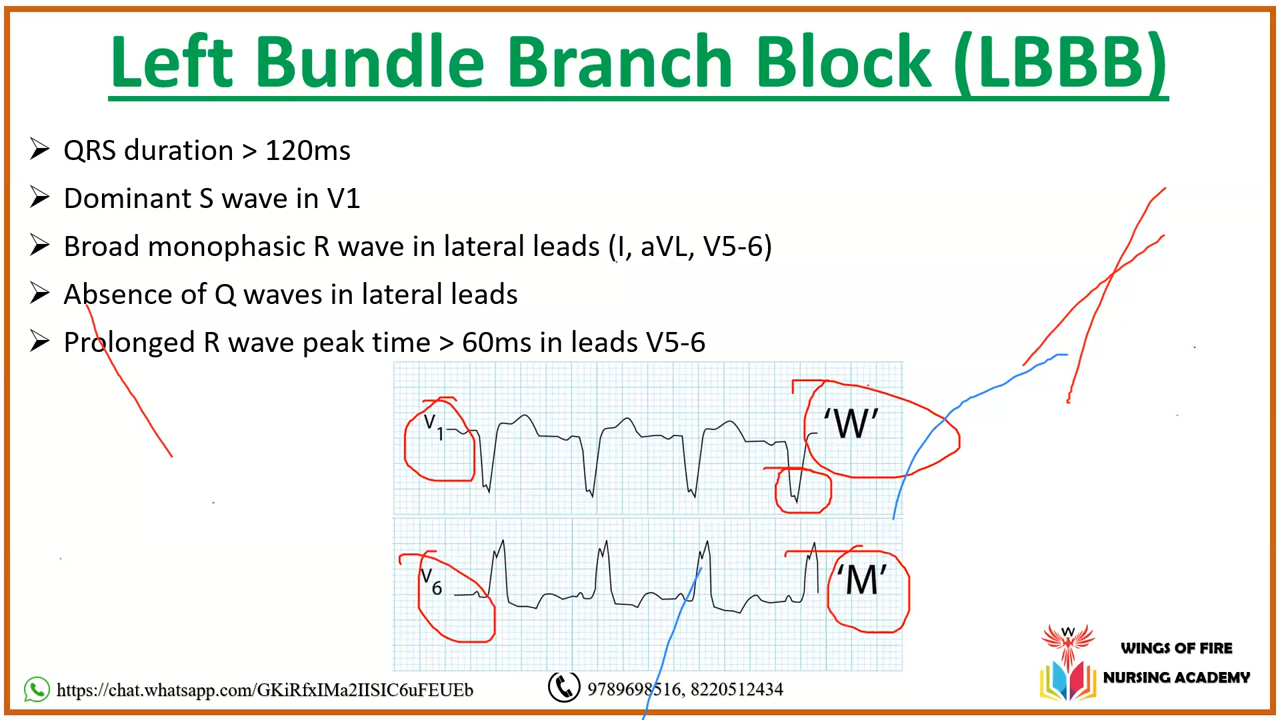 Left Bundle Branch Block (LBBB)
➢ QRS duration > 120ms
➢ Dominant S wave in V1
➢ Broad monophasic R wave in lateral leads (I, aVL, V5-6)
➢ Absence of Q waves in lateral leads
➢ Prolonged R wave peak time > 60ms in leads V5-6
V1 ‘W’
V6 ‘M’
W
WINGS OF FIRE
NURSING ACADEMY
https://chat.whatsapp.com/GKiRfxIMa2IISIC6uFEUEb 9789698516, 8220512434